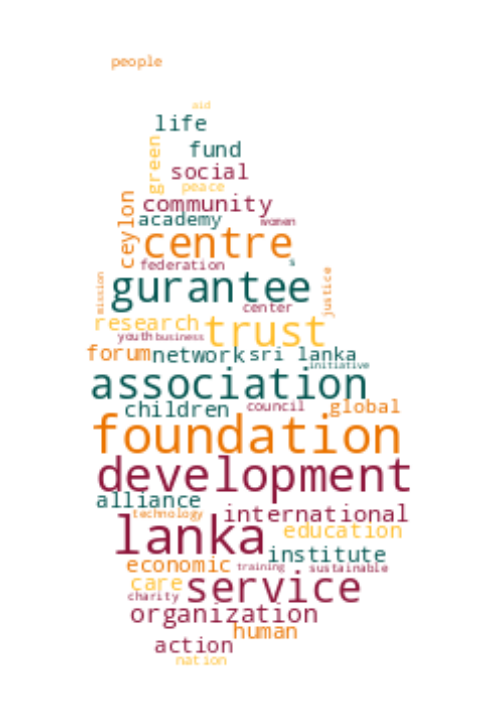 people
aid
life
green
fund
social
peace
community
ceylon
academy
women
centre
federation
s
mission
gurantee
justice
center
research
trust
youth
business
forum
network
sri lanka
initiative
association
children
council
global
foundation
development
alliance
technology
international
lanka
education
institute
economic
training
sustainable
care
service
charity
organization
human
action
nation